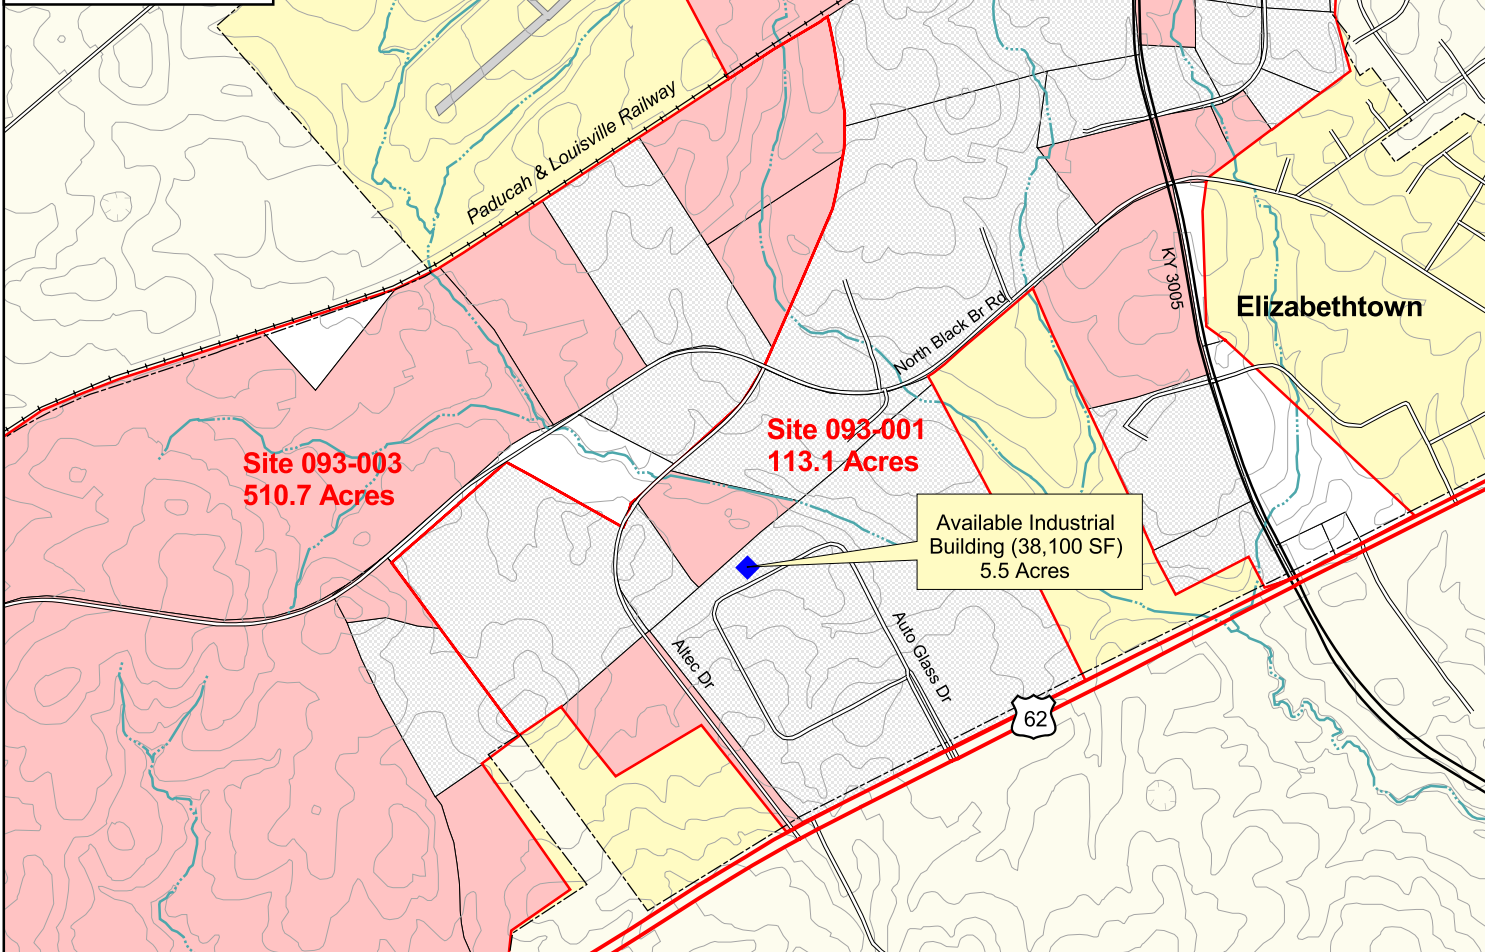 Paducah & Louisville Railway
KY 3005
Elizabethtown
North Black Br Rd
Site 093-001
113.1 Acres
Site 093-003
510.7 Acres
Available Industrial
Building (38,100 SF)
5.5 Acres
Altec Dr
Auto Glass Dr
62